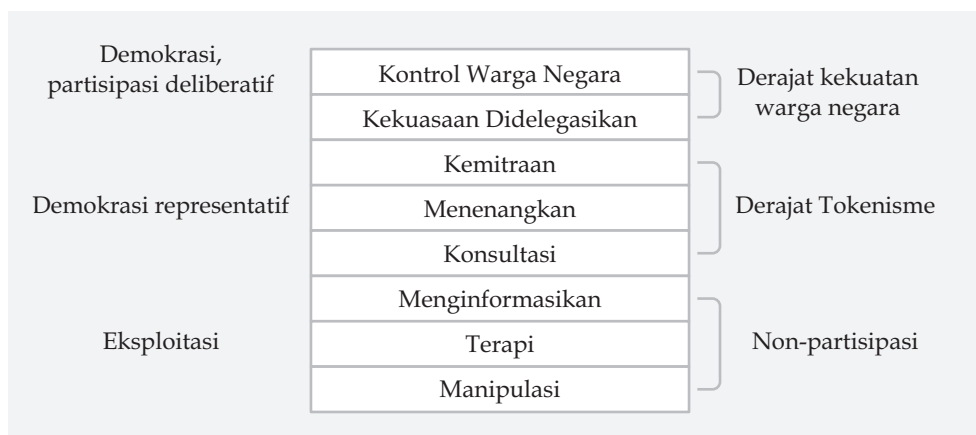 Demokrasi,
partisipasi deliberatif
Kontrol Warga Negara
Kekuasaan Didelegasikan
Derajat kekuatan
warga negara
Demokrasi representatif
Kemitraan
Menenangkan
Konsultasi
Derajat Tokenisme
Eksploitasi
Menginformasikan
Terapi
Manipulasi
Non-partisipasi